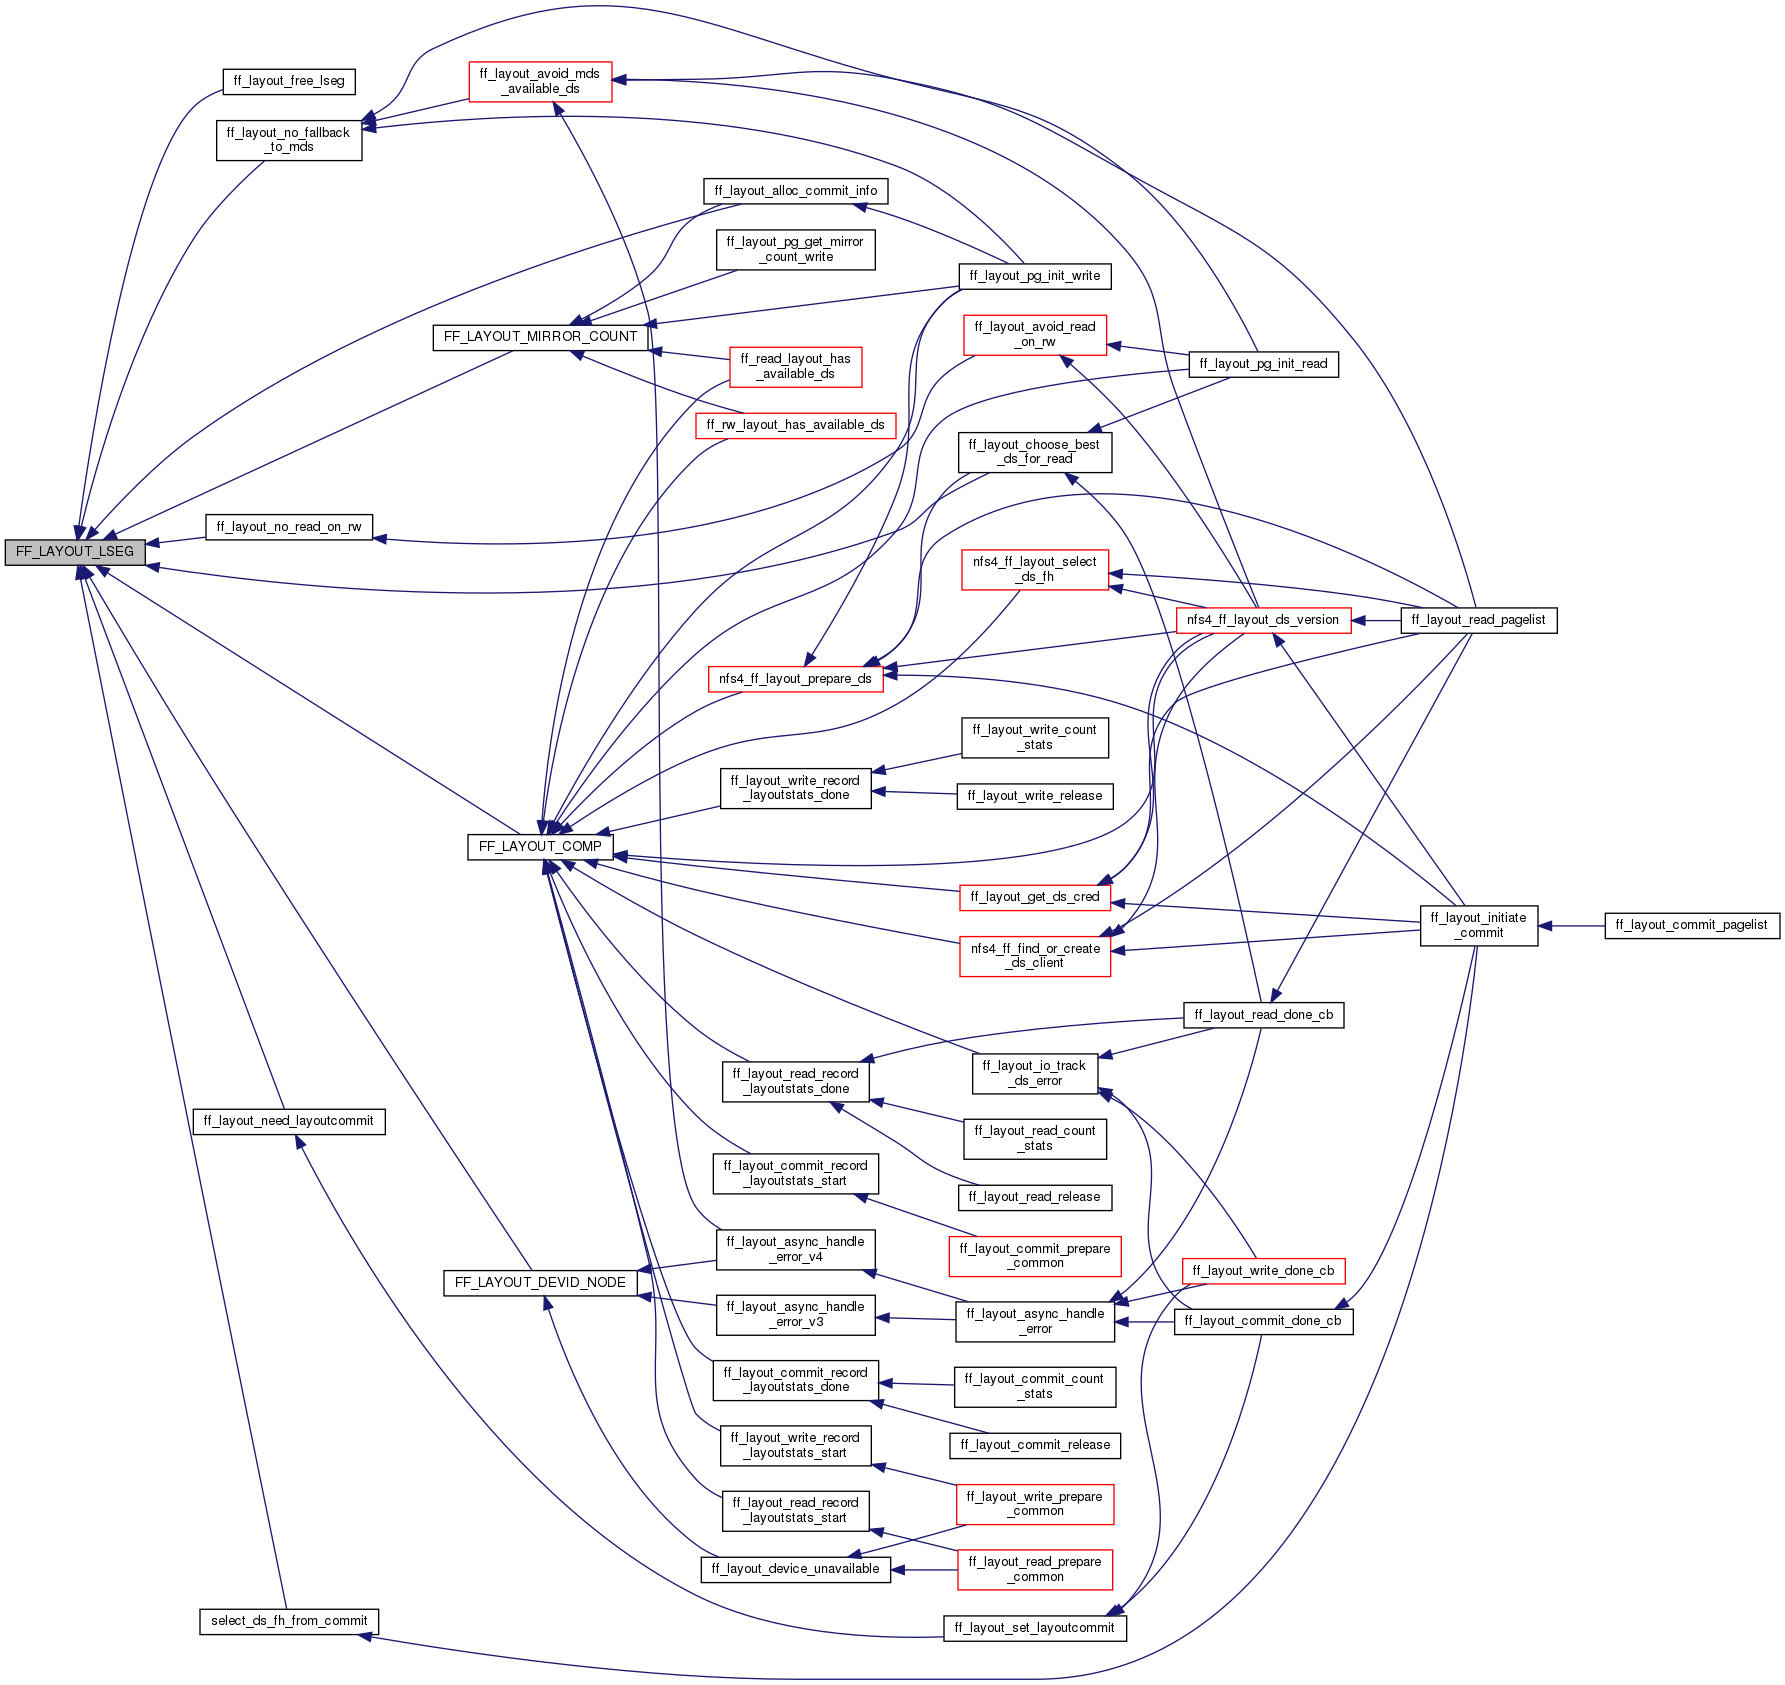 ff_layout_free_lseg
ff_layout_no_fallback
_to_mds
ff_layout_no_read_on_rw
FF_LAYOUT_LSEG
ff_layout_need_layoutcommit
select_ds_fh_from_commit
ff_layout_avoid_mds
_available_ds
FF_LAYOUT_MIRROR_COUNT
FF_LAYOUT_COMP
FF_LAYOUT_DEVID_NODE
ff_layout_alloc_commit_info
ff_layout_pg_get_mirror
_count_write
ff_read_layout_has
_available_ds
ff_rw_layout_has_available_ds
nfs4_ff_layout_prepare_ds
ff_layout_write_record
_layoutstats_done
ff_layout_read_record
_layoutstats_done
ff_layout_commit_record
_layoutstats_start
ff_layout_async_handle
_error_v4
ff_layout_async_handle
_error_v3
ff_layout_commit_record
_layoutstats_done
ff_layout_write_record
_layoutstats_start
ff_layout_read_record
_layoutstats_start
ff_layout_device_unavailable
ff_layout_pg_init_write
ff_layout_avoid_read
_on_rw
ff_layout_choose_best
_ds_for_read
nfs4_ff_layout_select
_ds_fh
ff_layout_write_count
_stats
ff_layout_write_release
ff_layout_get_ds_cred
nfs4_ff_find_or_create
_ds_client
ff_layout_io_track
_ds_error
ff_layout_read_count
_stats
ff_layout_read_release
ff_layout_commit_prepare
_common
ff_layout_async_handle
_error
ff_layout_commit_count
_stats
ff_layout_commit_release
ff_layout_write_prepare
_common
ff_layout_read_prepare
_common
ff_layout_set_layoutcommit
ff_layout_pg_init_read
nfs4_ff_layout_ds_version
ff_layout_read_done_cb
ff_layout_write_done_cb
ff_layout_commit_done_cb
ff_layout_read_pagelist
ff_layout_initiate
_commit
ff_layout_commit_pagelist